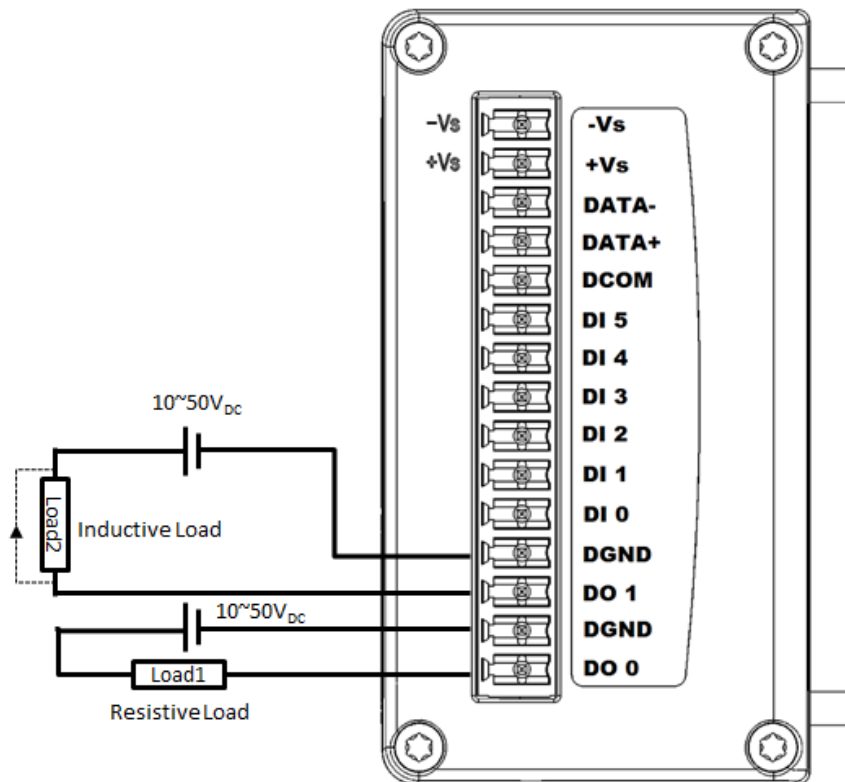 -Vs -Vs
+Vs +Vs
DATA-
DATA+
DCOM
DI 5
DI 4
DI 3
10~50VDC
DI 2
DI 1
Load2 Inductive Load
DI 0
DGND
DO 1
10~50VDC
DGND
Load1
DO 0
Resistive Load